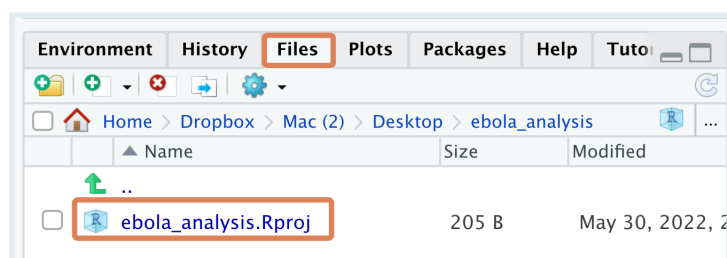 Environment History Files Plots Packages Help
Home Dropbox Mac (2) Desktop ebola_analysis R ...
Name Size Modified
..
R ebola_analysis.Rproj 205 B May 30, 2022,